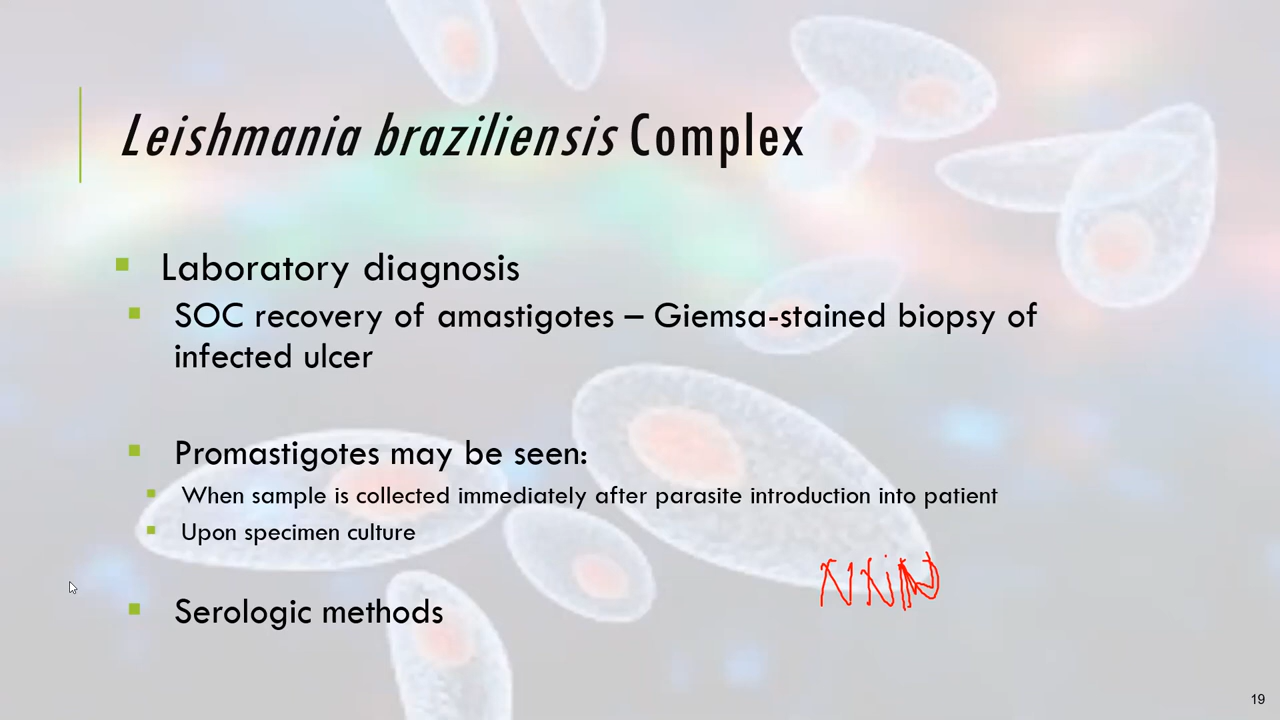 Leishmania braziliensis Complex
Laboratory diagnosis
SOC recovery of amastigotes – Giemsa-stained biopsy of
infected ulcer
Promastigotes may be seen:
When sample is collected immediately after parasite introduction into patient
Upon specimen culture
Serologic methods
19